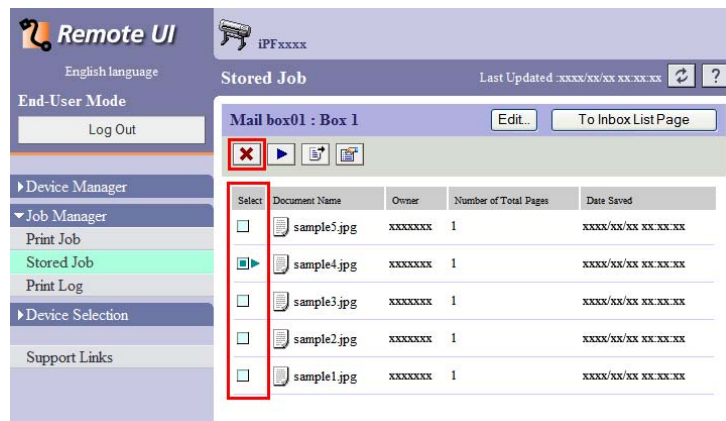 Remote UI
English language
End-User Mode
Log Out
Device Manager
Job Manager
Print Job
Stored Job
Print Log
Device Selection
Support Links
iPFxxxx
Stored Job Last Updated :xxxx/xx/xx xx:xx:xx ?
Mail box01 : Box 1 Edit.. To Inbox List Page
Select Document Name Owner Number of Total Pages Date Saved
sample5.jpg xxxxxxx 1 xxxx/xx/xx xx:xx:xx
sample4.jpg xxxxxxx 1 xxxx/xx/xx xx:xx:xx
sample3.jpg xxxxxxx 1 xxxx/xx/xx xx:xx:xx
sample2.jpg xxxxxxx 1 xxxx/xx/xx xx:xx:xx
sample1.jpg xxxxxxx 1 xxxx/xx/xx xx:xx:xx